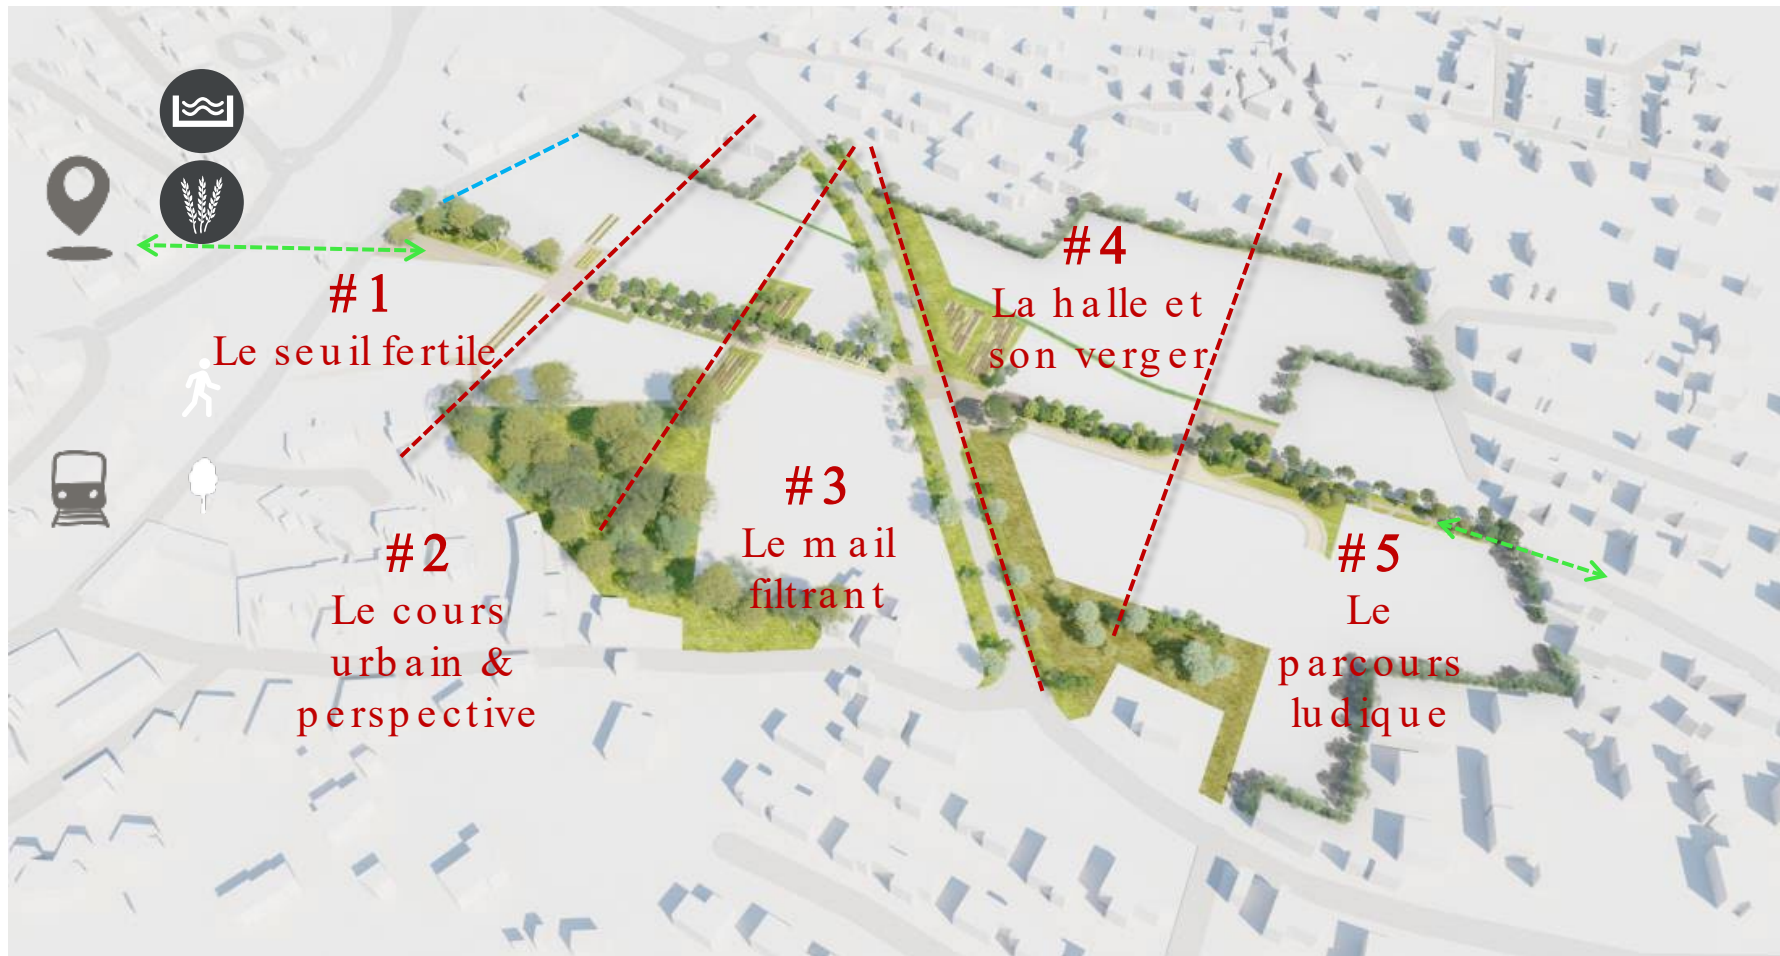 #1
Le seuil fertile
#2
Le cours
urbain &
perspective
#3
Le mail
filtrant
#4
La halle et
son verger
#5
Le
parcours
ludique